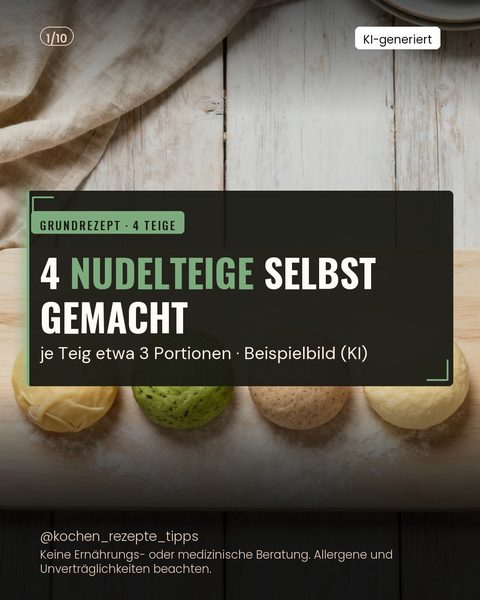 1/10
KI-generiert
GRUNDREZEPT · 4 TEIGE
4 NUDELTEIGE SELBST
GEMACHT
je Teig etwa 3 Portionen · Beispielbild (KI)
@kochen_rezepte_tipps
Keine Ernährungs- oder medizinische Beratung. Allergene und
Unverträglichkeiten beachten.